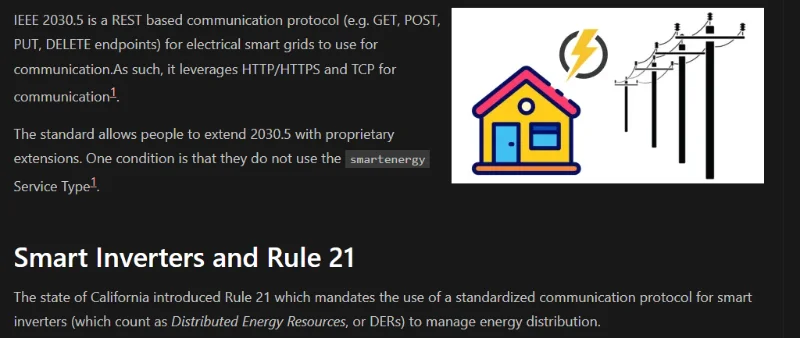 IEEE 2030.5 is a REST based communication protocol (e.g. GET, POST,
PUT, DELETE endpoints) for electrical smart grids to use for
communication.As such, it leverages HTTP/HTTPS and TCP for
communication1.
The standard allows people to extend 2030.5 with proprietary
extensions. One condition is that they do not use the smartenergy
Service Type1.
Smart Inverters and Rule 21
The state of California introduced Rule 21 which mandates the use of a standardized communication protocol for smart
inverters (which count as Distributed Energy Resources, or DERs) to manage energy distribution.